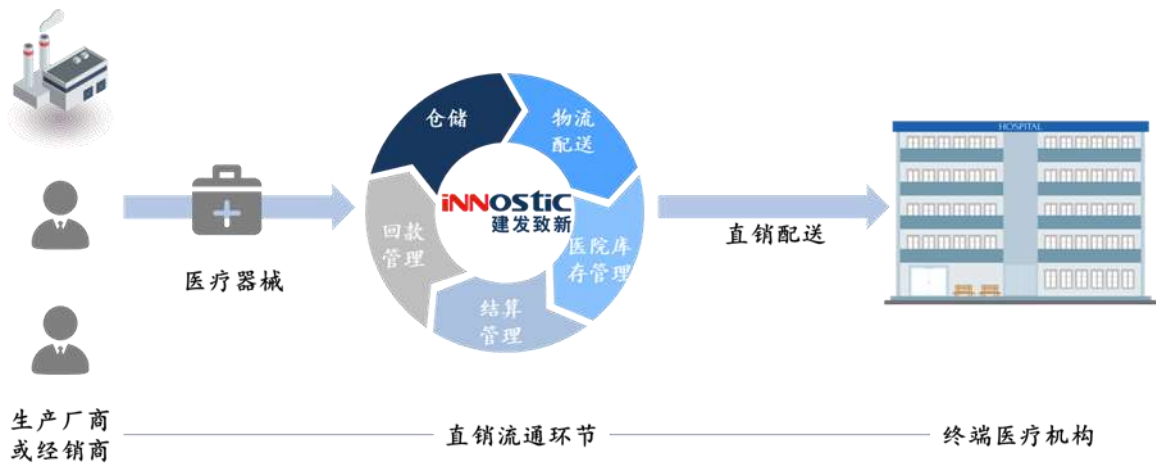 HOSPITAL
仓储
物流
配送
iNNOSTiC
建发致新
回款
管理
医院库
存管理
结算
管理
医疗器械
直销配送
生产厂商
或经销商
直销流通环节
终端医疗机构